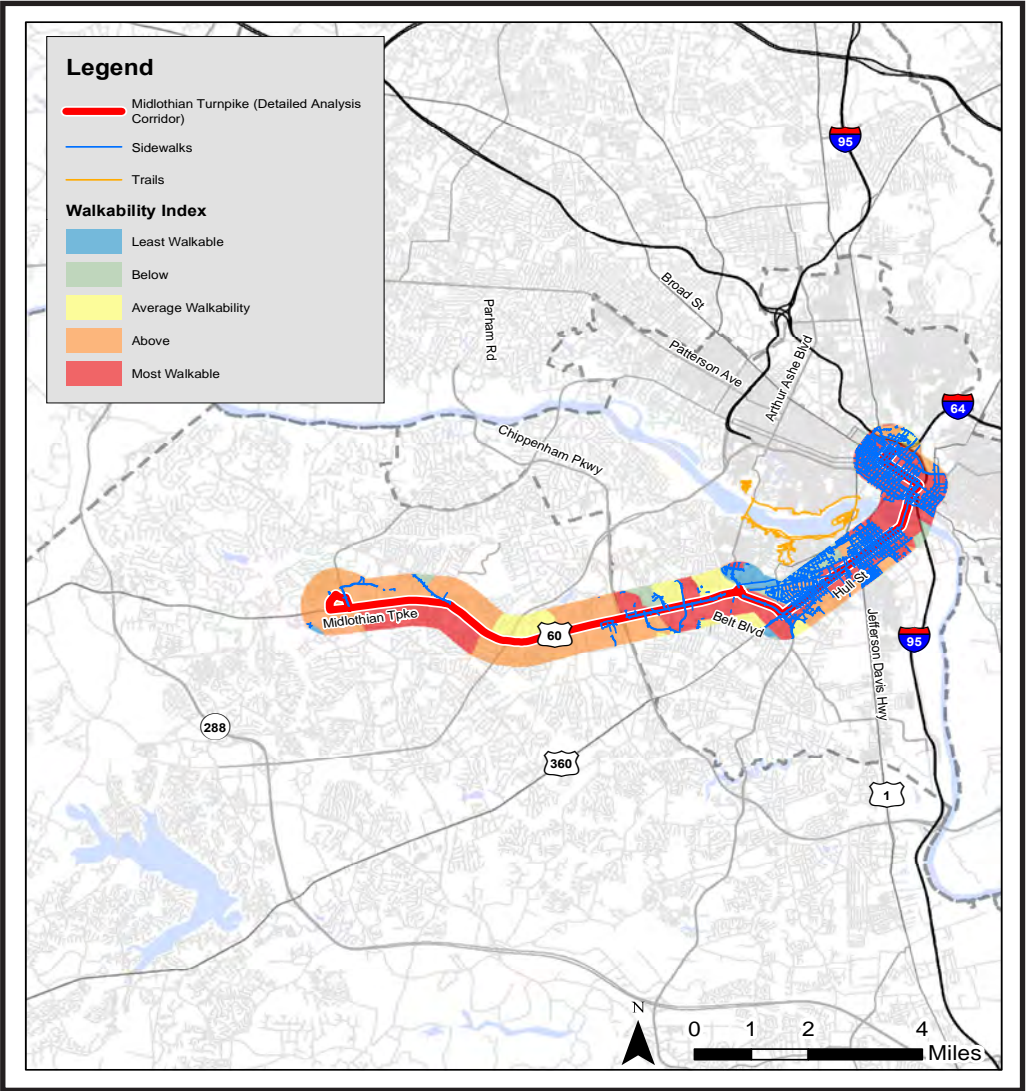 Legend
Midlothian Turnpike (Detailed Analysis
Corridor)
Sidewalks
Trails
Walkability Index
Least Walkable
Below
Average Walkability
Above
Most Walkable
95
Broad St
Parham Rd
Patterson Ave
Arthur Ashe Blvd
64
Chippenham Pkwy
Hull St
Midlothian Tpke
Belt Blvd
60
95
Jefferson Davis Hwy
288
360
1
N
0 1 2 4
Miles